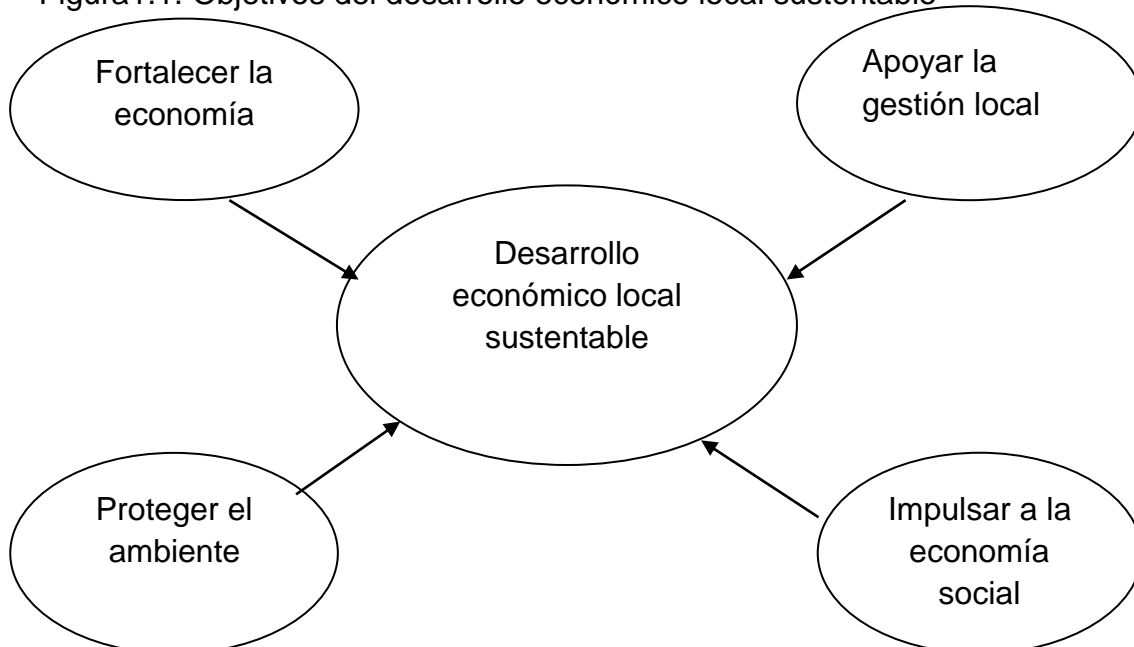 Figura1.1. Objetivos del desarrollo económico local sustentable
Fortalecer la
economía
Apoyar la
gestión local
Desarrollo
económico local
sustentable
Proteger el
ambiente
Impulsar a la
economía
social